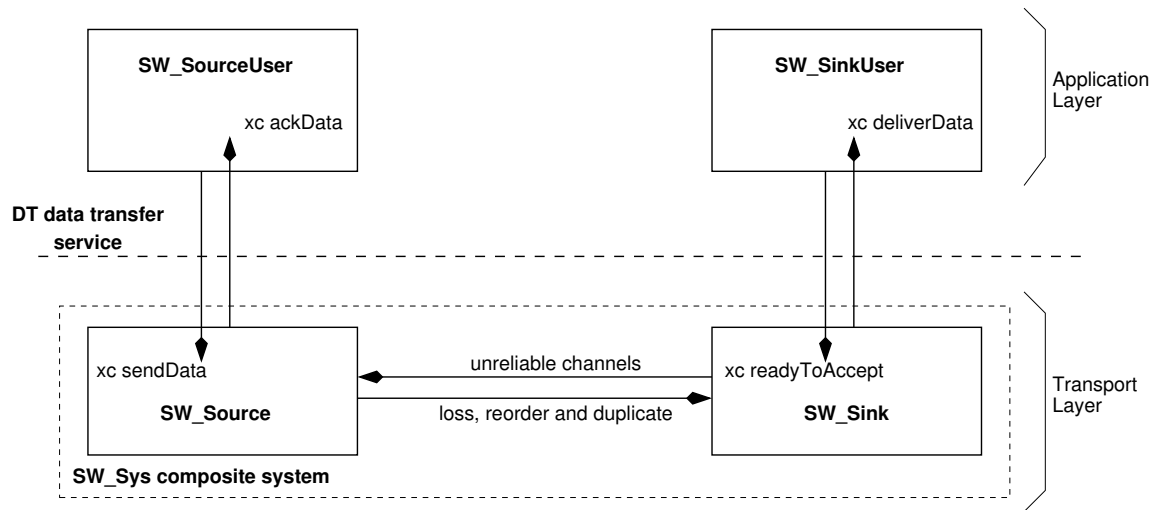 SW_SourceUser
SW_SinkUser
Application
Layer
xc ackData
xc deliverData
DT data transfer
service
xc sendData
unreliable channels
xc readyToAccept
Transport
Layer
SW_Source
loss, reorder and duplicate
SW_Sink
SW_Sys composite system